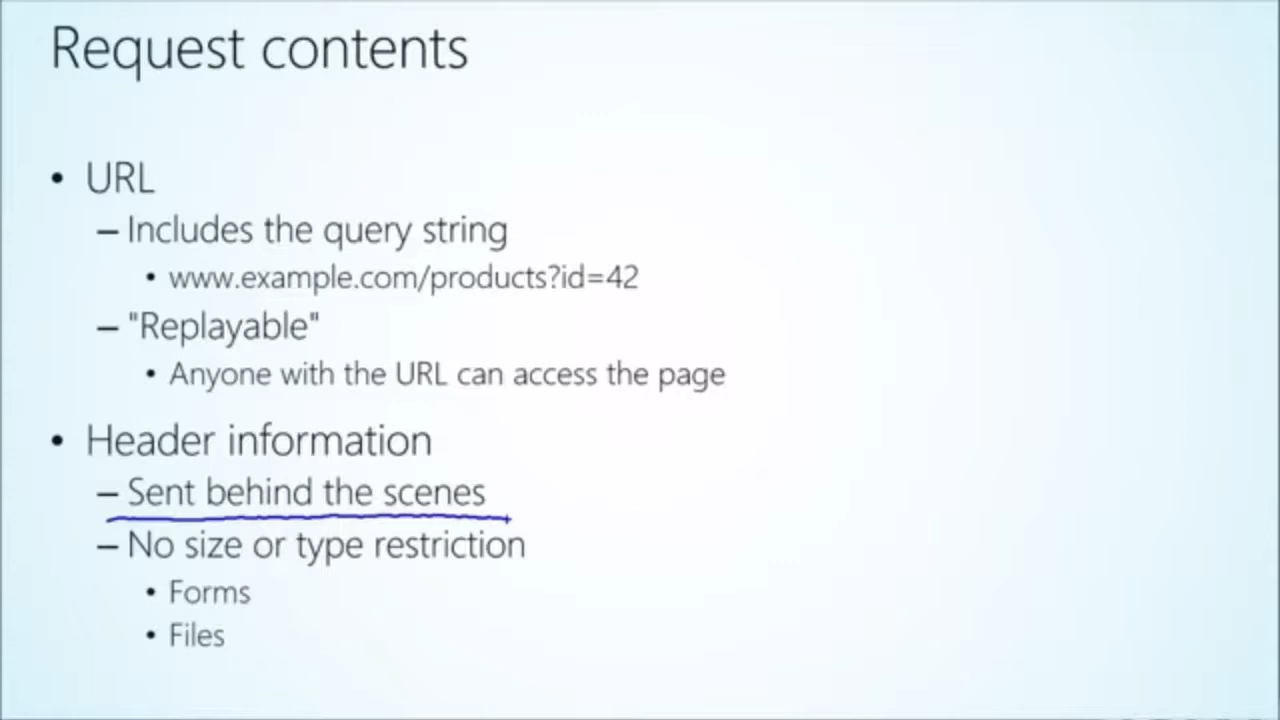 Request contents
• URL
– Includes the query string
• www.example.com/products?id=42
– "Replayable"
• Anyone with the URL can access the page
• Header information
– Sent behind the scenes
– No size or type restriction
• Forms
• Files